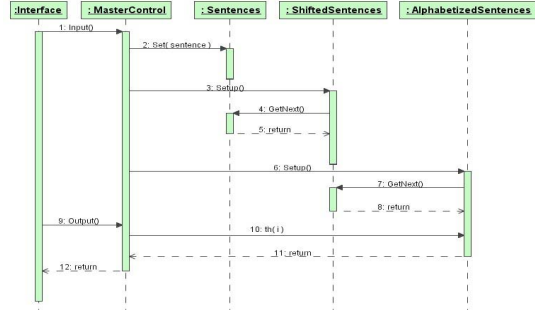 :Interface
: MasterControl
: Sentences
: ShiftedSentences
: AlphabetizedSentences
1: Input()
2: Set( sentence )
3: Setup()
4: GetNext()
5: return
6: Setup()
7: GetNext()
8: return
9: Output()
10: th( i )
11: return
12: return